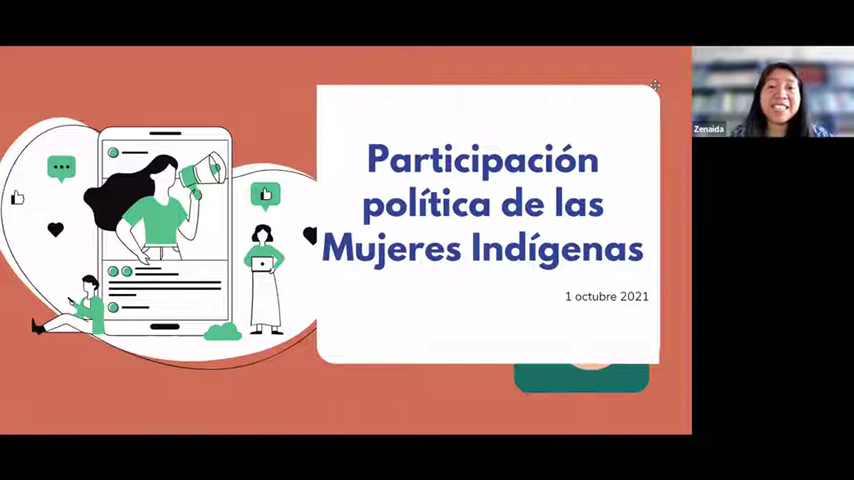 Participación
política de las
Mujeres Indígenas
1 octubre 2021
Zenaida